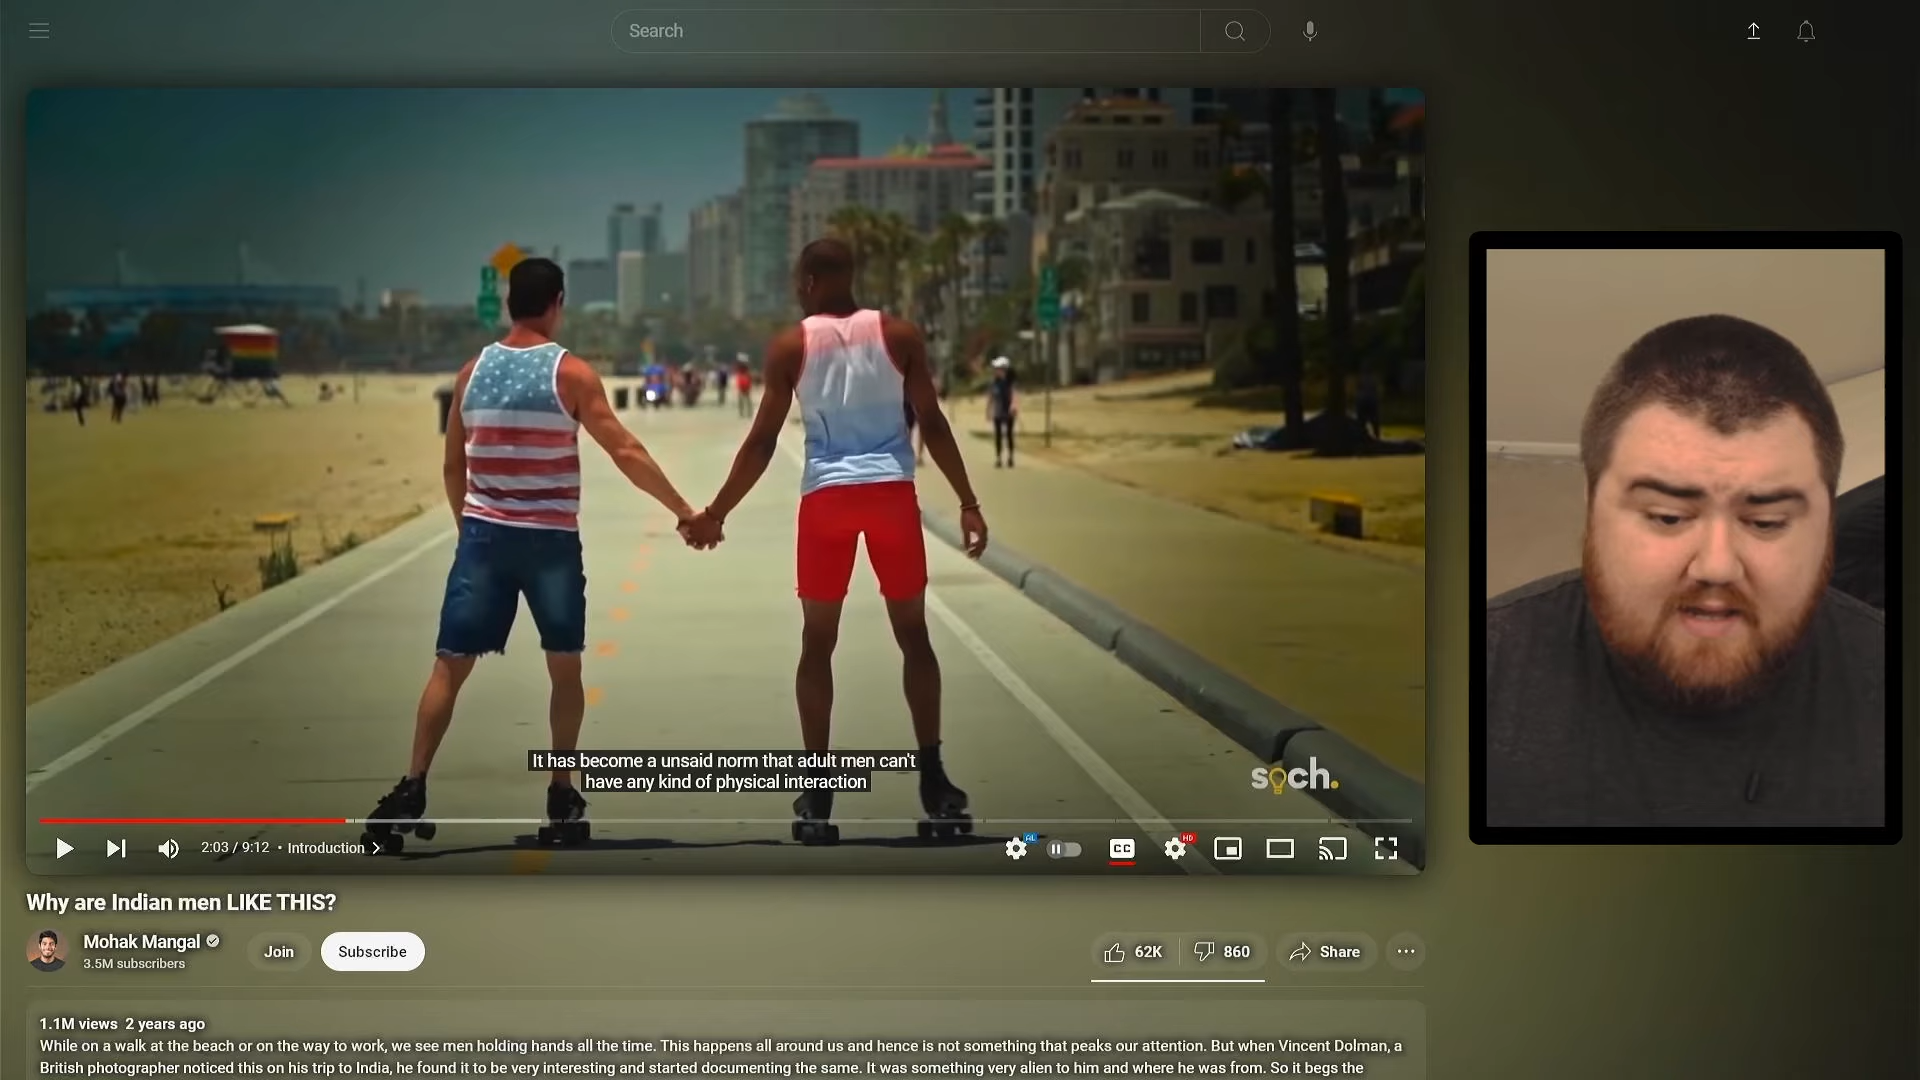 Search
It has become a unsaid norm that adult men can't
have any kind of physical interaction
soch.
2:03 / 9:12 • Introduction
AL
CC
HD
Why are Indian men LIKE THIS?
Mohak Mangal
3.5M subscribers
Join
Subscribe
62K
860
Share
1.1M views 2 years ago
While on a walk at the beach or on the way to work, we see men holding hands all the time. This happens all around us and hence is not something that peaks our attention. But when Vincent Dolman, a
British photographer noticed this on his trip to India, he found it to be very interesting and started documenting the same. It was something very alien to him and where he was from. So it begs the